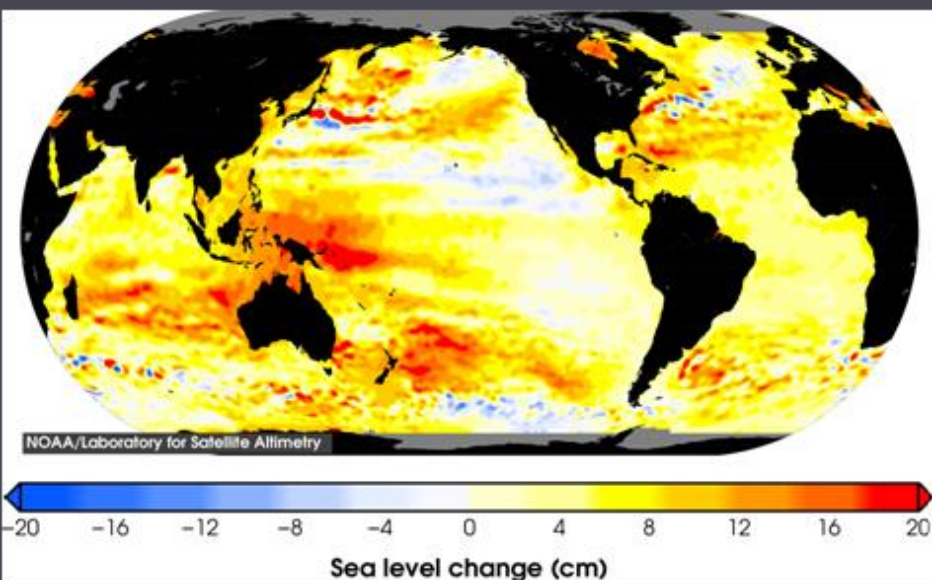 NOAA/Laboratory for Satellite Altimetry
−20 −16 −12 −8 −4 0 4 8 12 16 20
Sea level change (cm)